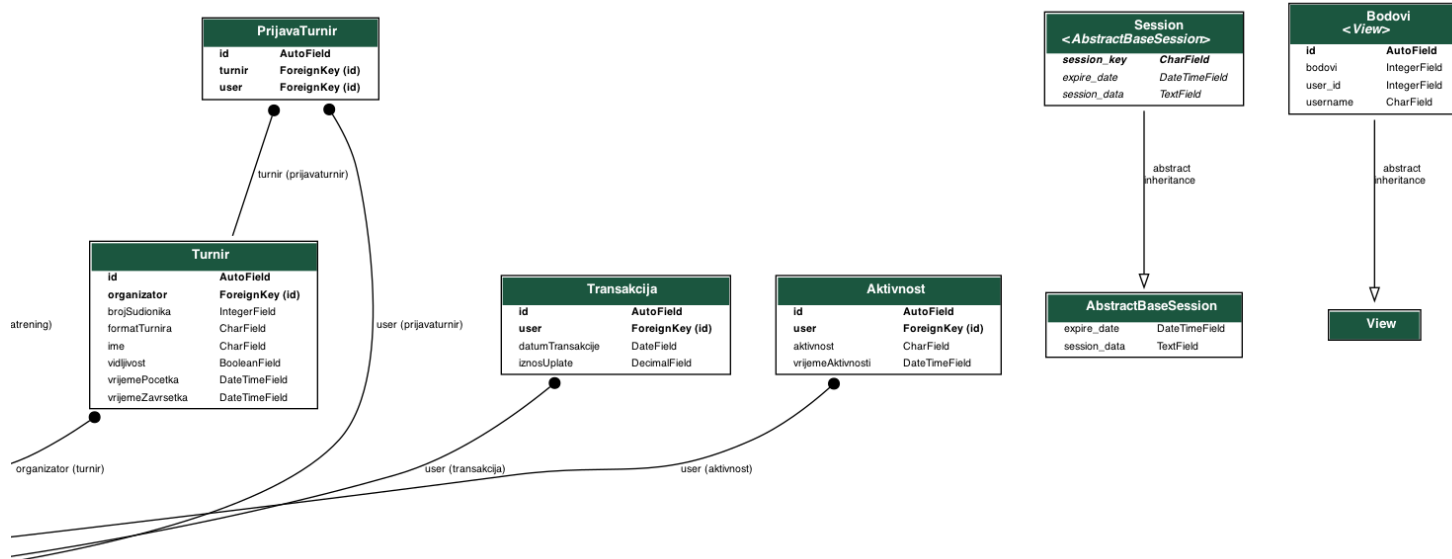 PrijavaTurnir
id AutoField
turnir ForeignKey (id)
user ForeignKey (id)
turnir (prijavaturnir)
Turnir
id AutoField
organizator ForeignKey (id)
brojSudionika IntegerField
formatTurnira CharField
ime CharField
vidljivost BooleanField
vrijemePocetka DateTimeField
vrijemeZavrsetka DateTimeField
atrening)
user (prijavaturnir)
organizator (turnir)
Transakcija
id AutoField
user ForeignKey (id)
datumTransakcije DateField
iznosUplate DecimalField
user (transakcija)
Aktivnost
id AutoField
user ForeignKey (id)
aktivnost CharField
vrijemeAktivnosti DateTimeField
user (aktivnost)
Session
<AbstractBaseSession>
session_key CharField
expire_date DateTimeField
session_data TextField
abstract
inheritance
AbstractBaseSession
expire_date DateTimeField
session_data TextField
Bodovi
<View>
id AutoField
bodovi IntegerField
user_id IntegerField
username CharField
abstract
inheritance
View